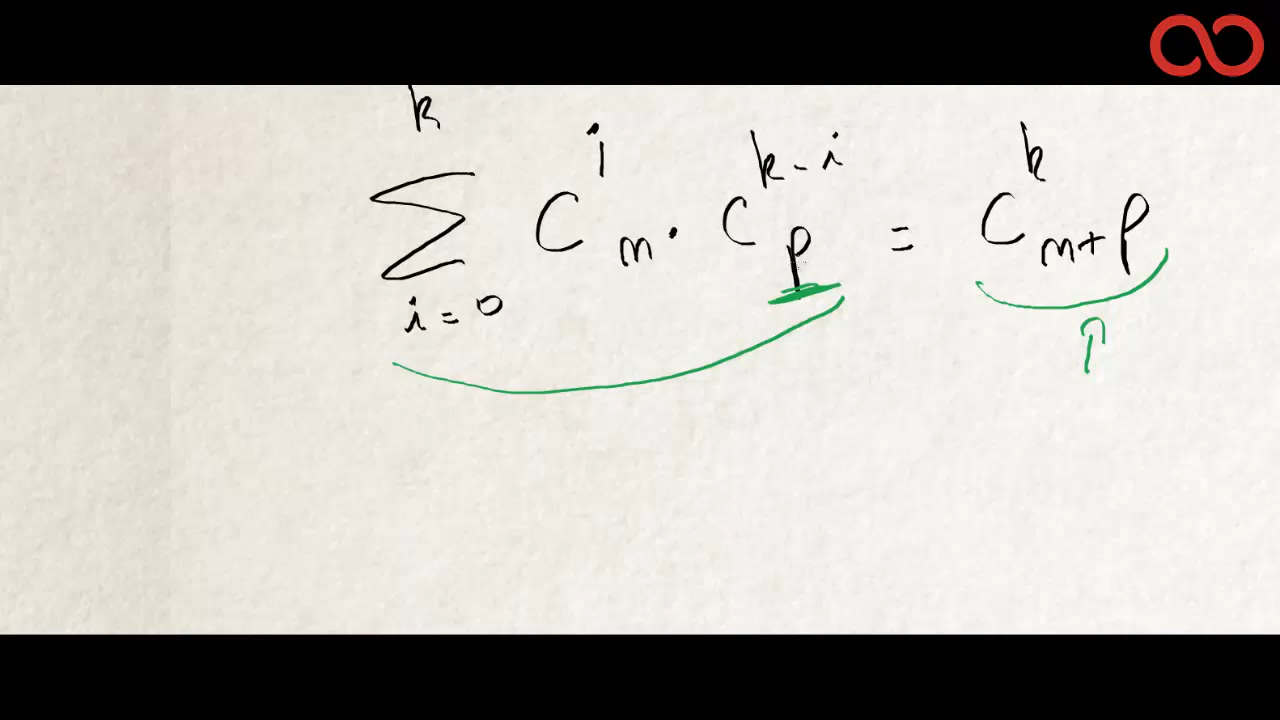 k
∑ C_m^i · C_p^{k-i} = C_{m+p}^k
i=0